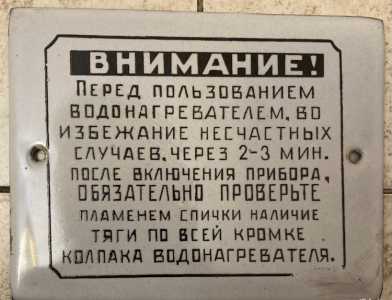 ВНИМАНИЕ!
ПЕРЕД ПОЛЬЗОВАНИЕМ
ВОДОНАГРЕВАТЕЛЕМ, ВО
ИЗБЕЖАНИЕ НЕСЧАСТНЫХ
СЛУЧАЕВ, ЧЕРЕЗ 2-3 МИН.
ПОСЛЕ ВКЛЮЧЕНИЯ ПРИБОРА,
ОБЯЗАТЕЛЬНО ПРОВЕРЬТЕ
ПЛАМЕНЕМ СПИЧКИ НАЛИЧИЕ
ТЯГИ ПО ВСЕЙ КРОМКЕ
КОЛПАКА ВОДОНАГРЕВАТЕЛЯ.